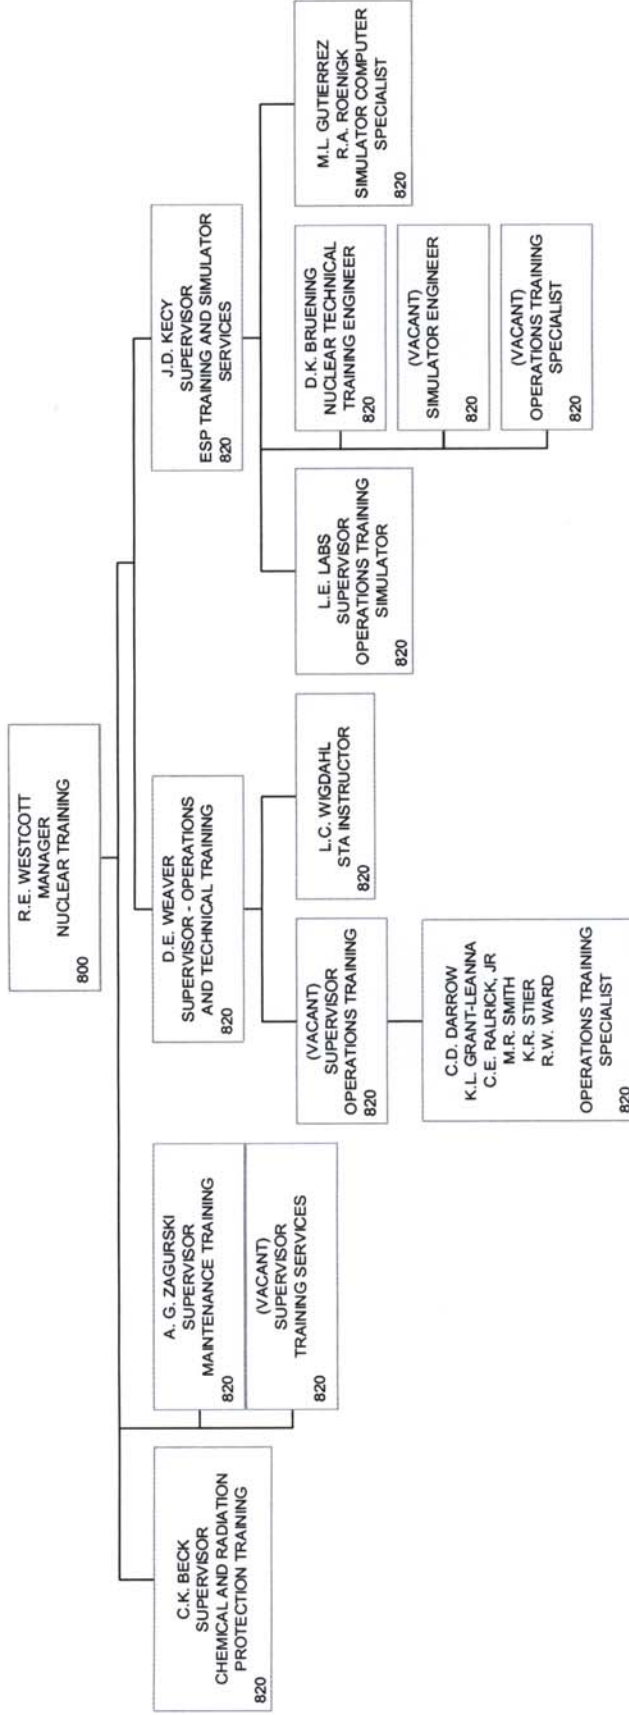 R.E. WESTCOTT
MANAGER
NUCLEAR TRAINING
800
C.K. BECK
SUPERVISOR
CHEMICAL AND RADIATION
PROTECTION TRAINING
820
A. G. ZAGURSKI
SUPERVISOR
MAINTENANCE TRAINING
820
(VACANT)
SUPERVISOR
TRAINING SERVICES
820
D.E. WEAVER
SUPERVISOR - OPERATIONS
AND TECHNICAL TRAINING
820
(VACANT)
SUPERVISOR
OPERATIONS TRAINING
820
C.D. DARROW
K.L. GRANT-LEANNA
C.E. RALRICK, JR
M.R. SMITH
K.R. STIER
R.W. WARD
OPERATIONS TRAINING
SPECIALIST
820
L.C. WIGDAHL
STA INSTRUCTOR
820
J.D. KECY
SUPERVISOR
ESP TRAINING AND SIMULATOR
SERVICES
820
L.E. LABS
SUPERVISOR
OPERATIONS TRAINING
SIMULATOR
820
D.K. BRUENING
NUCLEAR TECHNICAL
TRAINING ENGINEER
820
(VACANT)
SIMULATOR ENGINEER
820
(VACANT)
OPERATIONS TRAINING
SPECIALIST
820
M.L. GUTIERREZ
R.A. ROENIGK
SIMULATOR COMPUTER
SPECIALIST
820